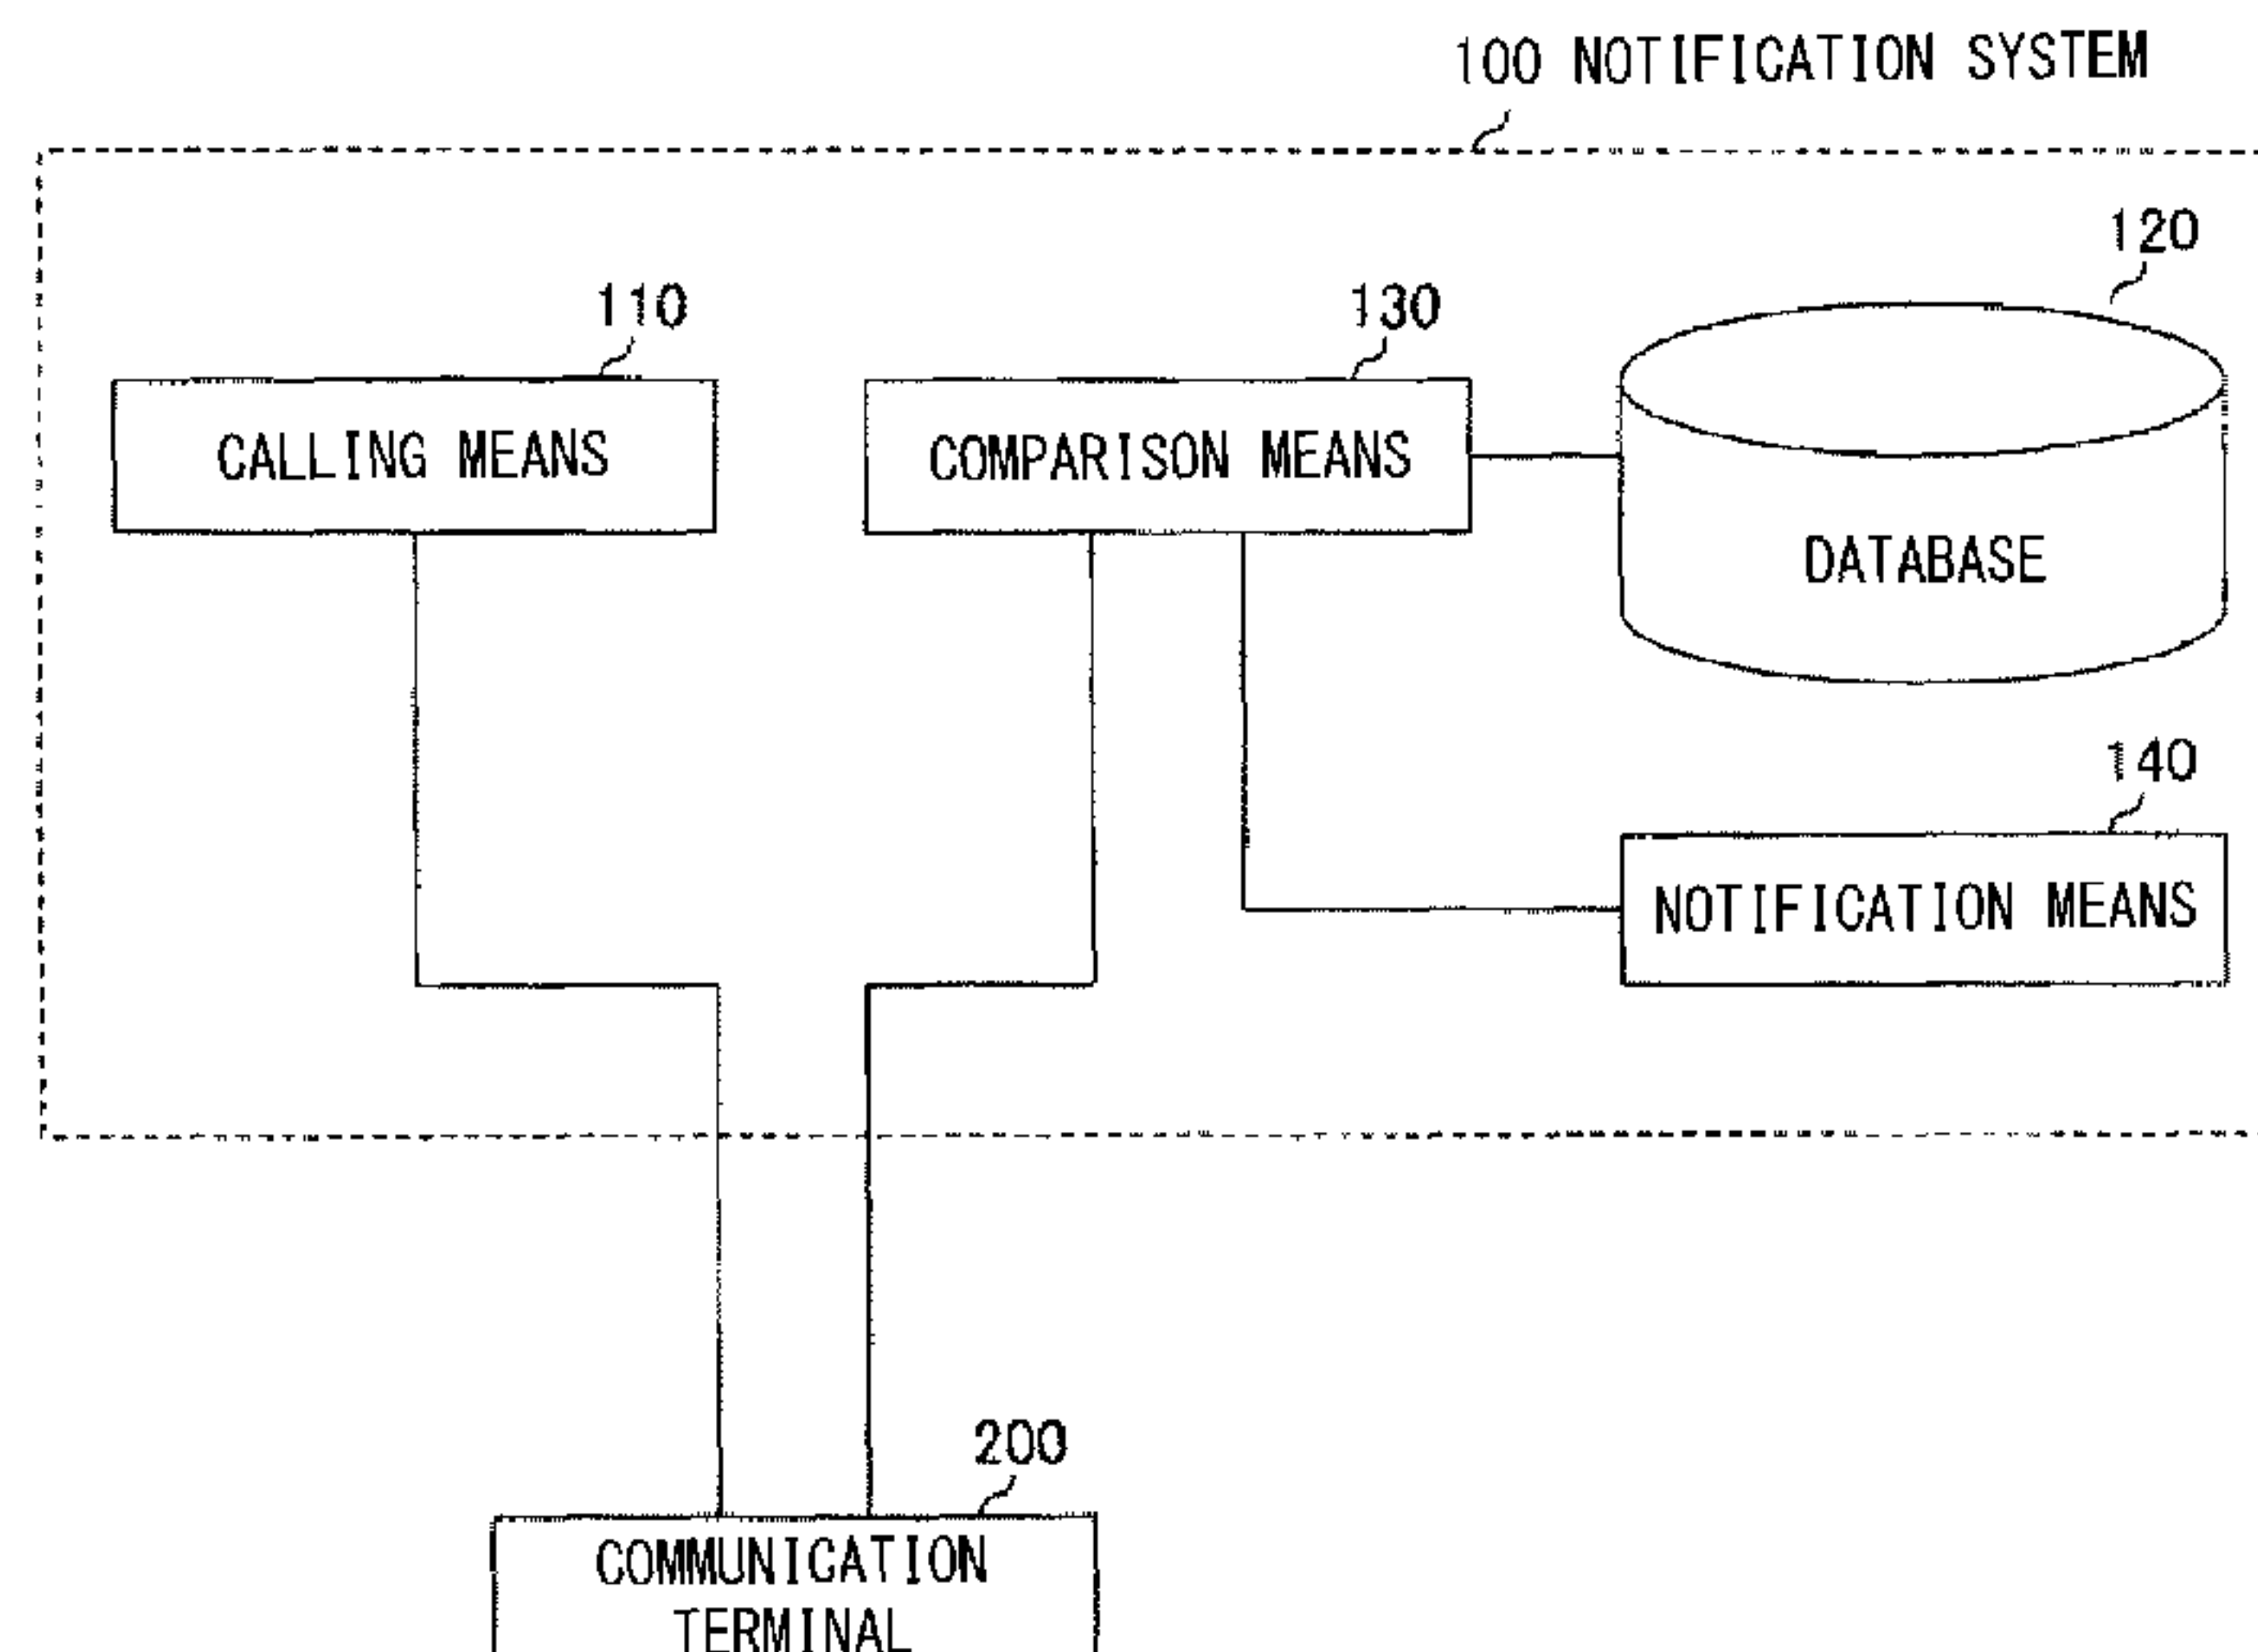 100 NOTIFICATION SYSTEM
120
110
130
CALLING MEANS
COMPARISON MEANS
DATABASE
140
NOTIFICATION MEANS
200
COMMUNICATION
TERMINAL